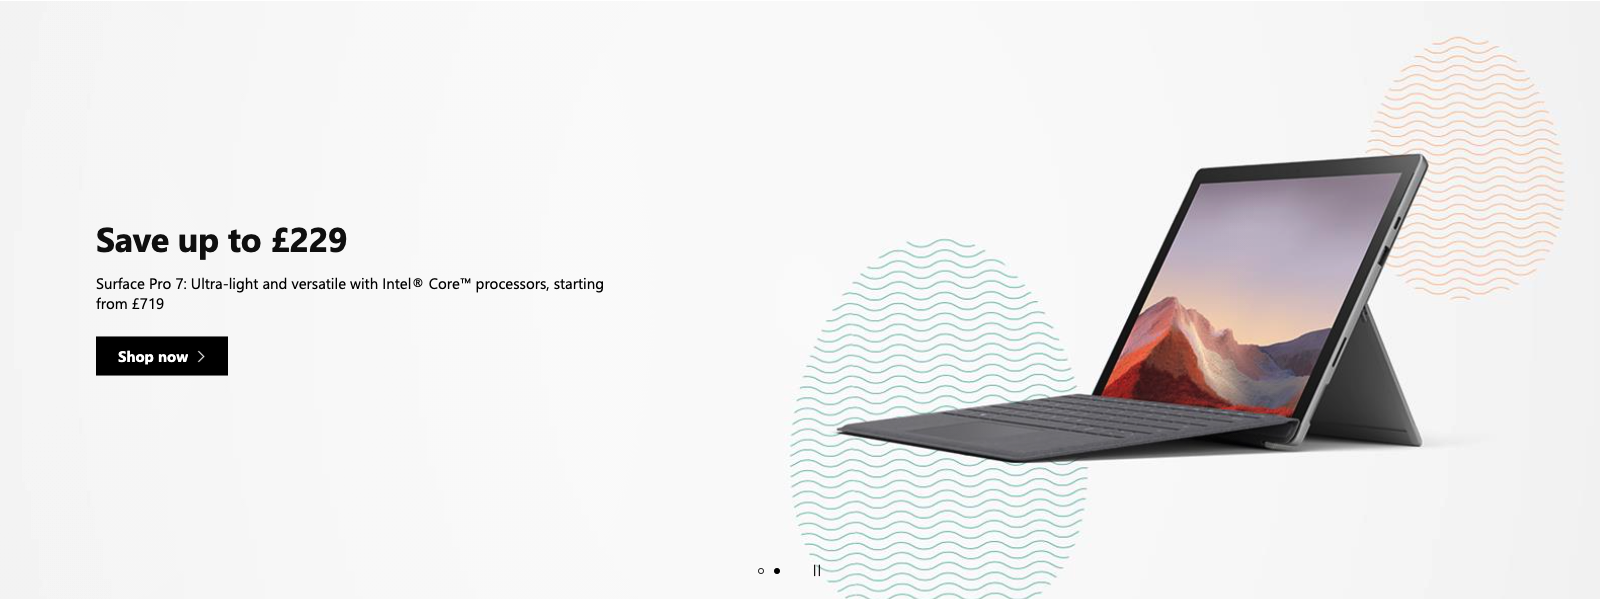 Save up to £229
Surface Pro 7: Ultra-light and versatile with Intel® Core™ processors, starting
from £719
Shop now